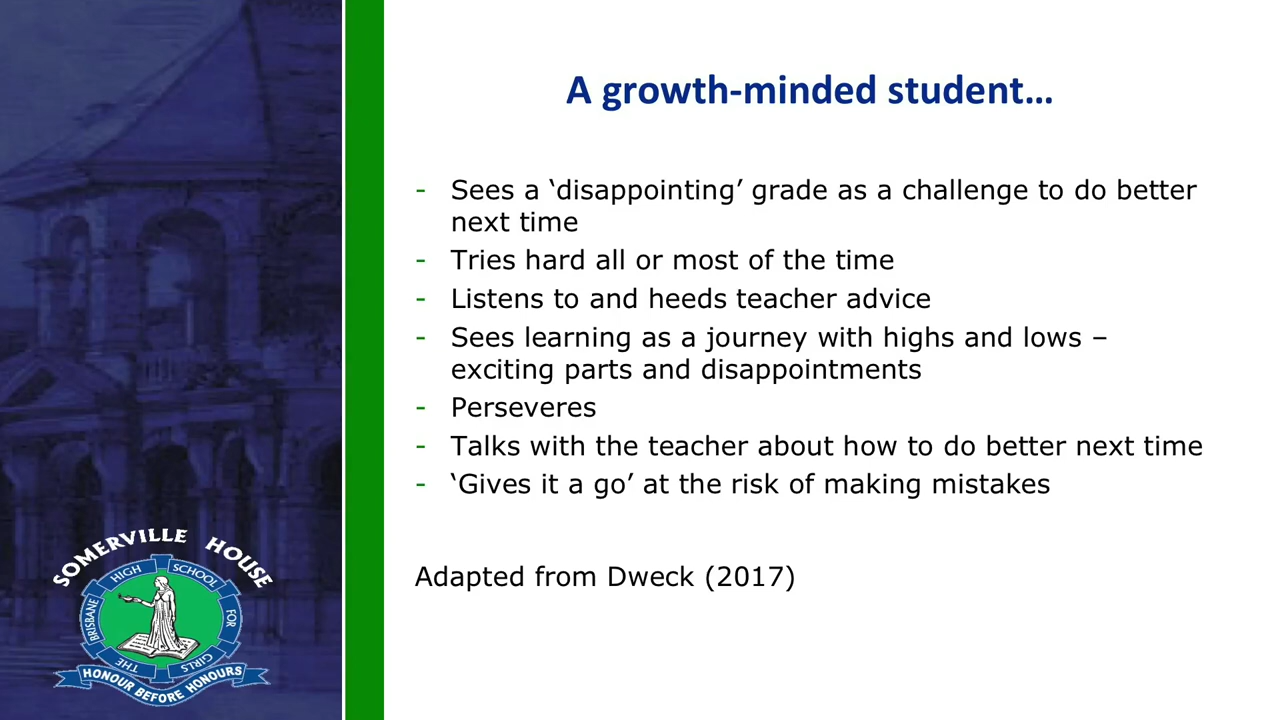 A growth-minded student…
- Sees a ‘disappointing’ grade as a challenge to do better
next time
- Tries hard all or most of the time
- Listens to and heeds teacher advice
- Sees learning as a journey with highs and lows –
exciting parts and disappointments
- Perseveres
- Talks with the teacher about how to do better next time
- ‘Gives it a go’ at the risk of making mistakes
Adapted from Dweck (2017)
SOMERVILLE HOUSE
THE BRISBANE HIGH SCHOOL FOR GIRLS
HONOUR BEFORE HONOURS